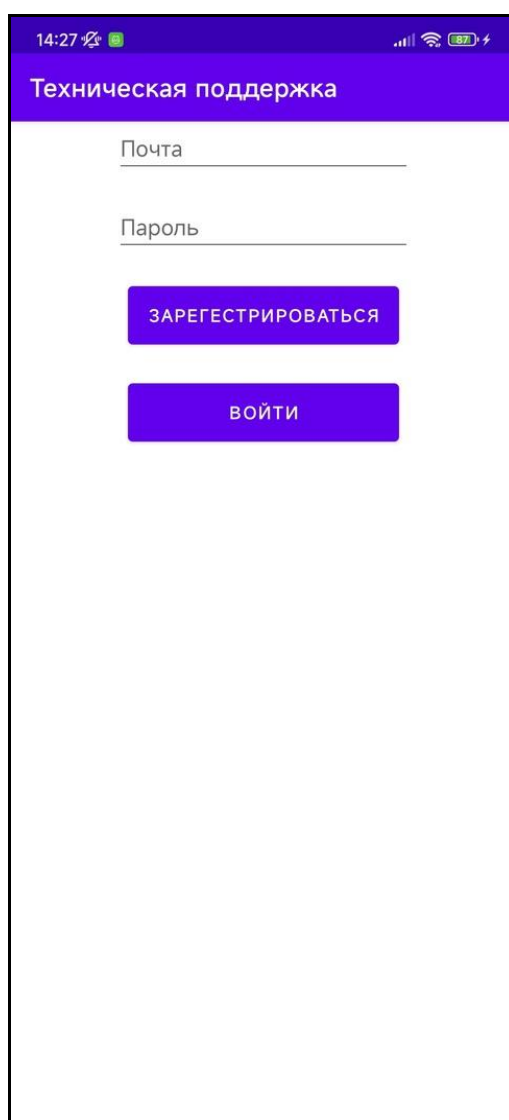 14:27
87
Техническая поддержка
Почта
Пароль
ЗАРЕГЕСТРИРОВАТЬСЯ
ВОЙТИ